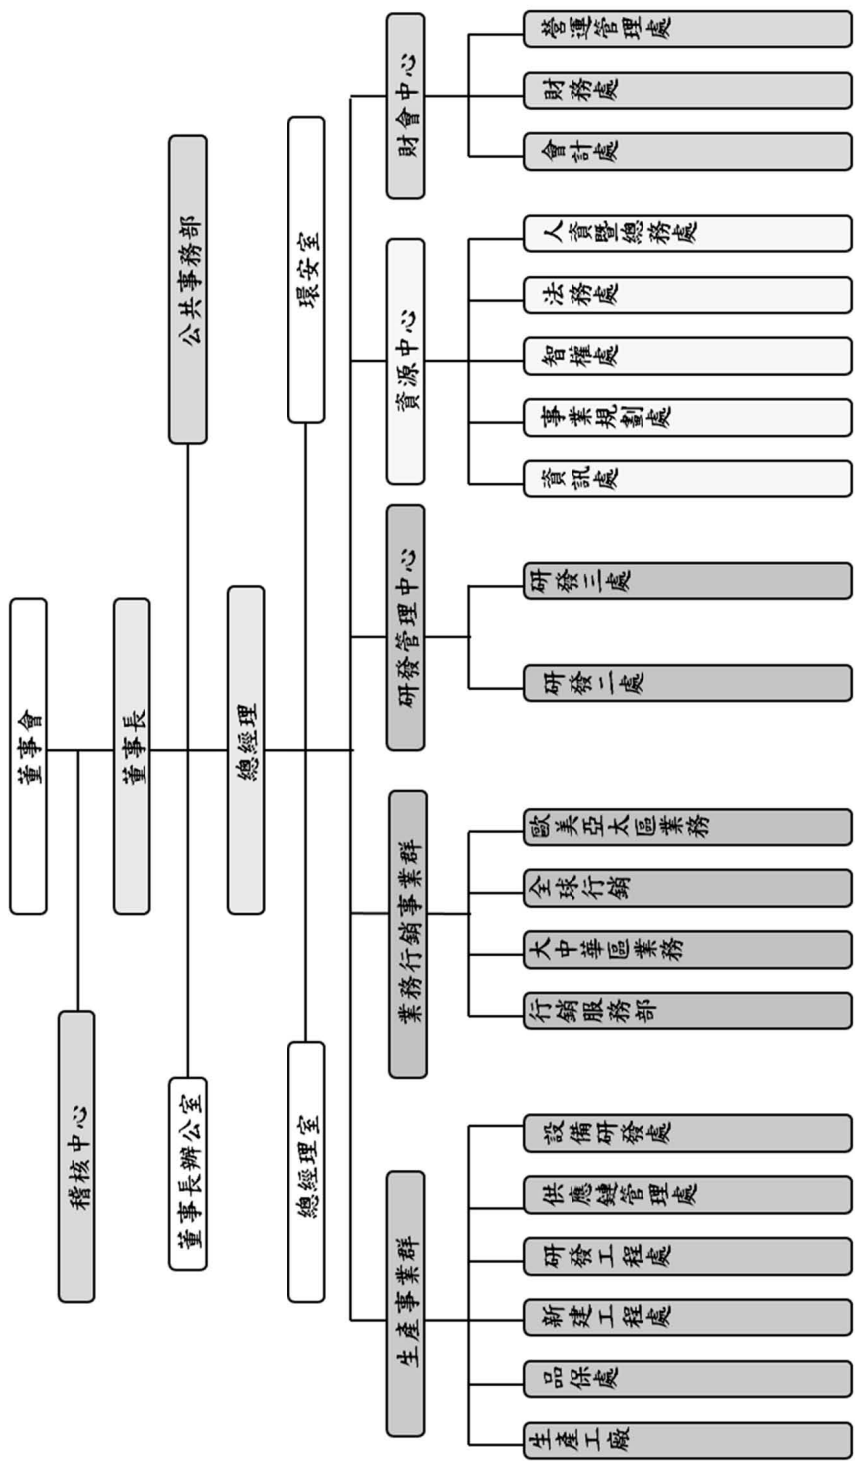 董事會
稽核中心
董事長
董事長辦公室
公共事務部
總經理
總經理室
環安室
生產事業群
業務行銷事業群
研發管理中心
資源中心
財會中心
生產工廠
品保處
新建工程處
研發工程處
供應鏈管理處
設備研發處
行銷服務部
大中華區業務
全球行銷
歐美亞太區業務
研發二處
研發三處
資訊處
事業規劃處
智權處
法務處
人資暨總務處
會計處
財務處
營運管理處